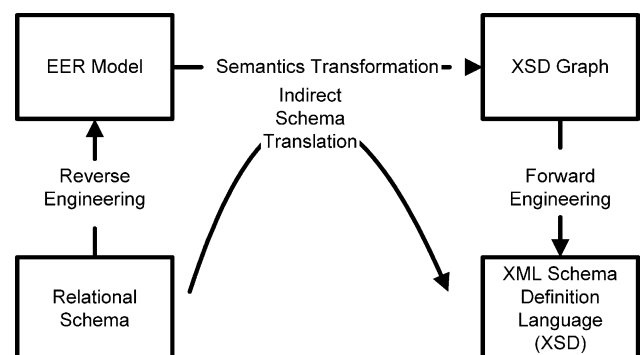 EER Model
Semantics Transformation
XSD Graph
Indirect
Schema
Translation
Reverse
Engineering
Forward
Engineering
Relational
Schema
XML Schema
Definition
Language
(XSD)